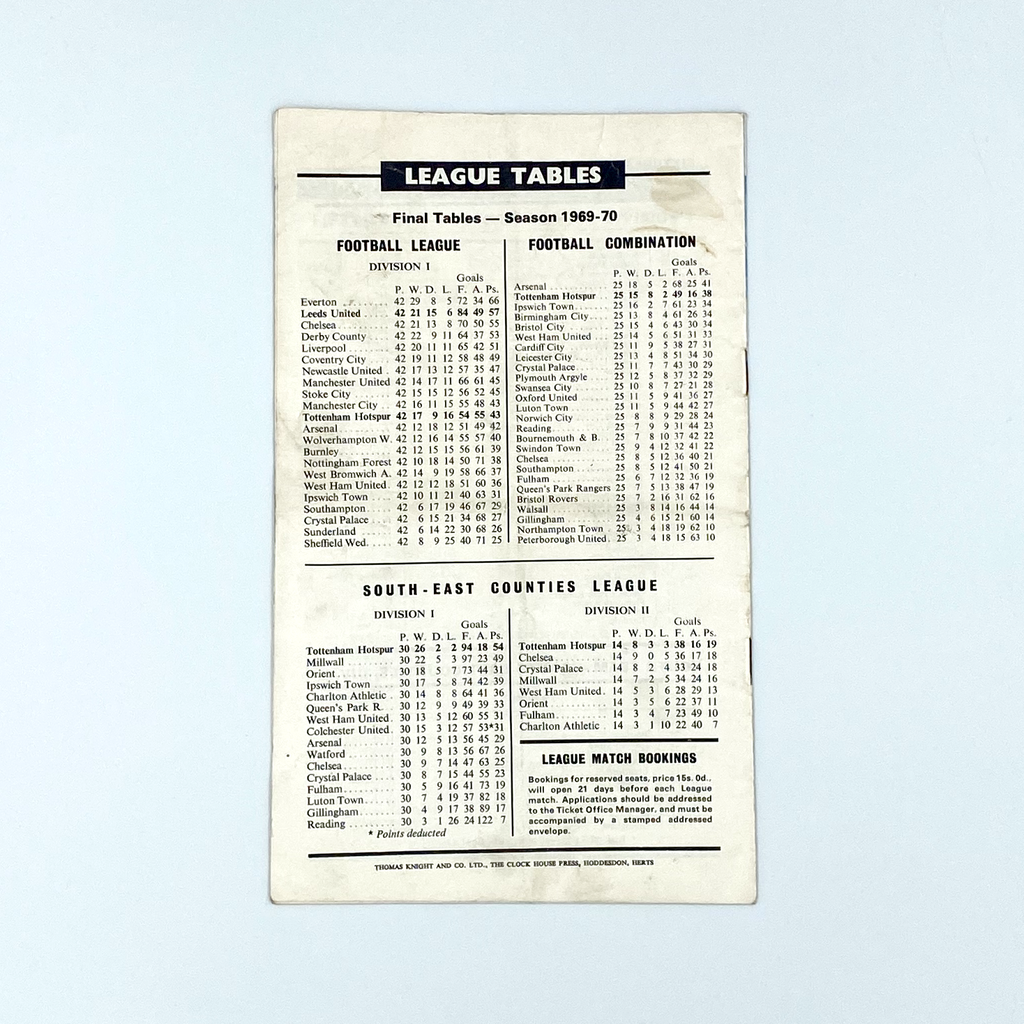 LEAGUE TABLES
Final Tables — Season 1969-70
FOOTBALL LEAGUE
DIVISION I
Goals
P. W. D. L. F. A. Ps.
Everton ........ 42 29 8 5 72 34 66
Leeds United ..... 42 21 15 6 84 49 57
Chelsea ........ 42 21 13 8 70 50 55
Derby County ..... 42 22 9 11 64 37 53
Liverpool ....... 42 20 11 11 65 42 51
Coventry City .... 42 19 11 12 58 48 49
Newcastle United . 42 17 13 12 57 35 47
Manchester United 42 14 17 11 66 61 45
Stoke City ...... 42 15 15 12 56 52 45
Manchester City .. 42 16 11 15 55 48 43
Tottenham Hotspur 42 17 9 16 54 55 43
Arsenal ........ 42 12 18 12 51 49 42
Wolverhampton W. 42 12 16 14 55 57 40
Burnley ........ 42 12 15 15 56 61 39
Nottingham Forest 42 10 18 14 50 71 38
West Bromwich A. 42 14 9 19 58 66 37
West Ham United. 42 12 12 18 51 60 36
Ipswich Town .... 42 10 11 21 40 63 31
Southampton ..... 42 6 17 19 46 67 29
Crystal Palace ... 42 6 15 21 34 68 27
Sunderland ...... 42 6 14 22 30 68 26
Sheffield Wed. .... 42 8 9 25 40 71 25
FOOTBALL COMBINATION
Goals
P. W. D. L. F. A. Ps.
Arsenal ........ 25 18 5 2 68 25 41
Tottenham Hotspur .. 25 15 8 2 49 16 38
Ipswich Town ..... 25 16 2 7 61 23 34
Birmingham City.... 25 13 8 4 61 26 34
Bristol City ...... 25 15 4 6 43 30 34
West Ham United ... 25 14 5 6 51 31 33
Cardiff City ...... 25 11 9 5 38 27 31
Leicester City ..... 25 13 4 8 51 34 30
Crystal Palace..... 25 11 7 7 43 30 29
Plymouth Argyle .... 25 12 5 8 37 32 29
Swansea City ..... 25 10 8 7 27 21 28
Oxford United ..... 25 11 5 9 41 36 27
Luton Town ....... 25 11 5 9 44 42 27
Norwich City ...... 25 8 8 9 29 28 24
Reading......... 25 7 9 9 31 44 23
Bournemouth & B. .. 25 7 8 10 37 42 22
Swindon Town ..... 25 9 4 12 32 41 22
Chelsea ......... 25 8 5 12 36 40 21
Southampton ...... 25 8 5 12 41 50 21
Fulham ......... 25 6 7 12 32 36 19
Queen's Park Rangers 25 7 5 13 38 47 19
Bristol Rovers .... 25 7 2 16 31 62 16
Walsall ......... 25 3 8 14 16 44 14
Gillingham ....... 25 4 6 15 21 60 14
Northampton Town . 25 3 4 18 19 62 10
Peterborough United. 25 3 4 18 15 63 10
SOUTH-EAST COUNTIES LEAGUE
DIVISION I
Goals
P. W. D. L. F. A. Ps.
Tottenham Hotspur 30 26 2 2 94 18 54
Millwall ........ 30 22 5 3 97 23 49
Orient ......... 30 18 5 7 73 44 31
Ipswich Town .... 30 17 5 8 74 42 39
Charlton Athletic . 30 14 8 8 64 41 36
Queen's Park R. .. 30 12 9 9 49 39 33
West Ham United. 30 13 5 12 60 55 31
Colchester United. 30 15 3 12 57 53*31
Arsenal ........ 30 12 5 13 56 45 29
Watford ........ 30 9 8 13 56 67 26
Chelsea ........ 30 9 7 14 47 63 25
Crystal Palace .... 30 8 7 15 44 55 23
Fulham......... 30 5 9 16 41 73 19
Luton Town ...... 30 7 4 19 37 82 18
Gillingham....... 30 4 9 17 38 89 17
Reading ........ 30 3 1 26 24 122 7
* Points deducted
DIVISION II
Goals
P. W. D. L. F. A. Ps.
Tottenham Hotspur 14 8 3 3 38 16 19
Chelsea......... 14 9 0 5 36 17 18
Crystal Palace .... 14 8 2 4 33 24 18
Millwall ........ 14 7 2 5 34 24 16
West Ham United. 14 5 3 6 28 29 13
Orient ......... 14 3 5 6 22 37 11
Fulham......... 14 3 4 7 23 49 10
Charlton Athletic . 14 3 1 10 22 40 7
LEAGUE MATCH BOOKINGS
Bookings for reserved seats, price 15s. 0d.,
will open 21 days before each League
match. Applications should be addressed
to the Ticket Office Manager, and must be
accompanied by a stamped addressed
envelope.
THOMAS KNIGHT AND CO. LTD., THE CLOCK HOUSE PRESS, HODDESDON, HERTS